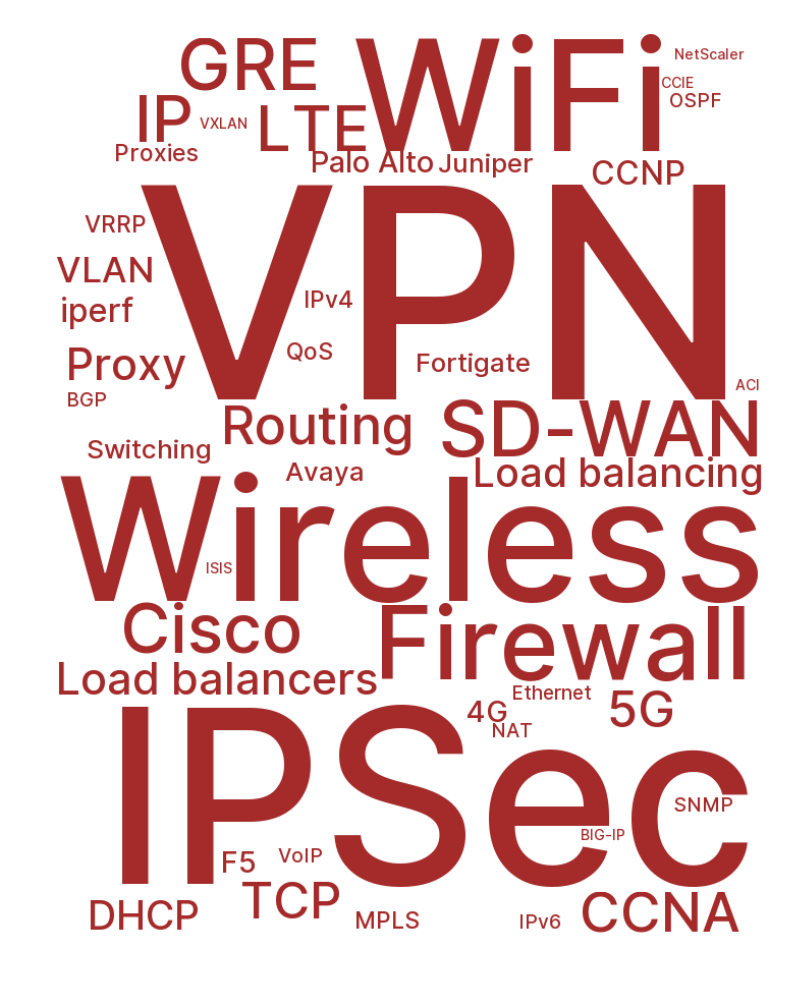 GRE
WiFi
NetScaler
CCIE
OSPF
IP
VXLAN
LTE
Proxies
Palo Alto
Juniper
CCNP
VPN
VRRP
VLAN
IPv4
iperf
QoS
Proxy
Fortigate
BGP
ACI
Routing
SD-WAN
Switching
Avaya
Load balancing
Wireless
ISIS
Cisco
Firewall
Load balancers
Ethernet
4G
5G
NAT
IPSec
SNMP
BIG-IP
F5
VoIP
TCP
DHCP
MPLS
IPv6
CCNA